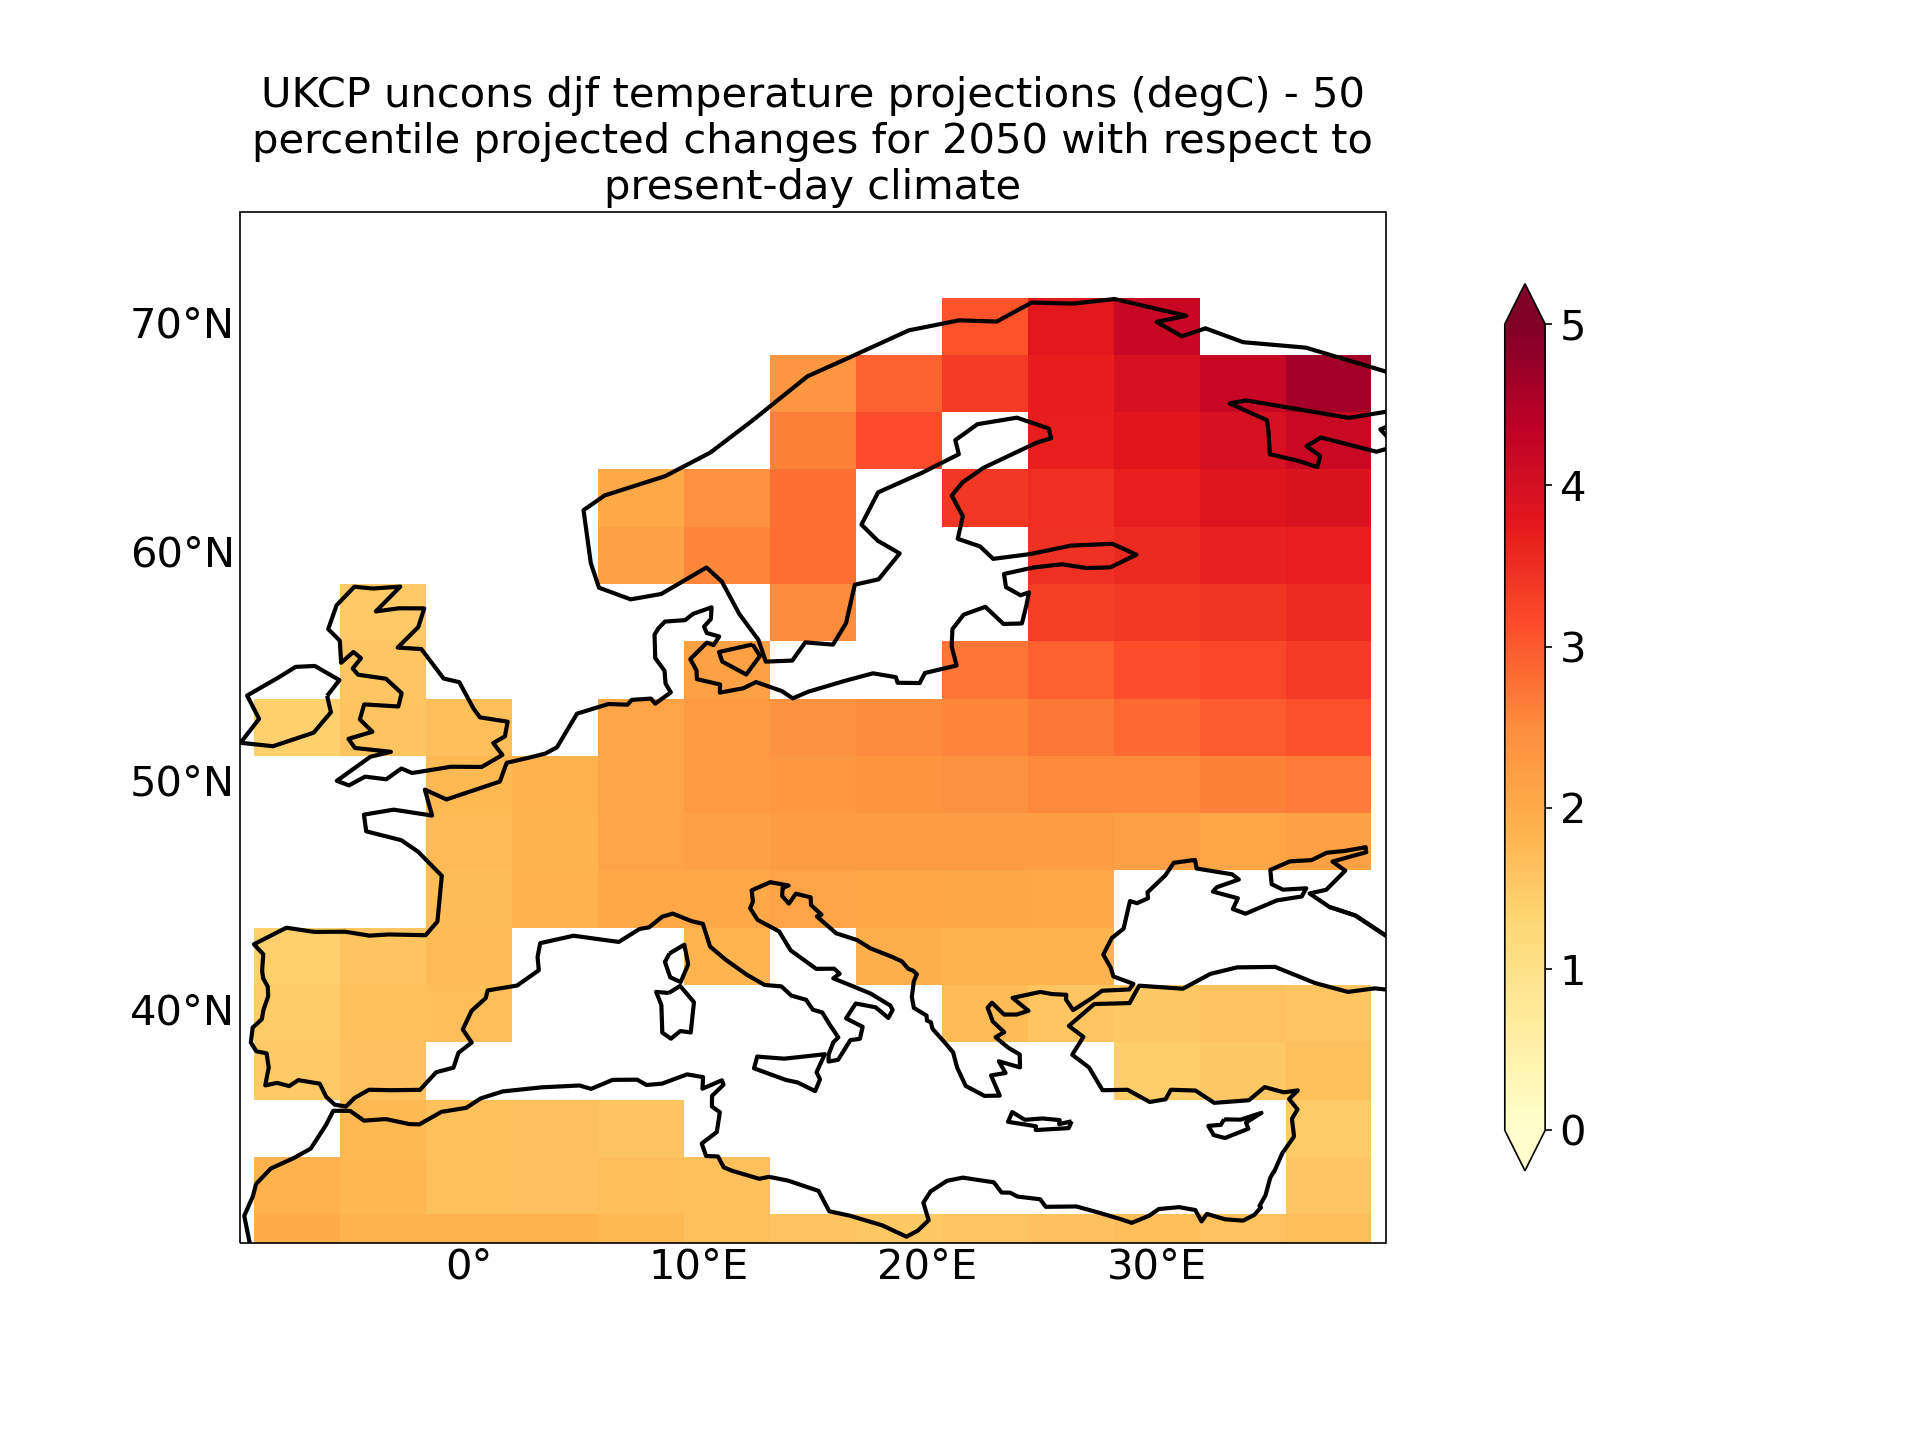 UKCP uncons djf temperature projections (degC) - 50
percentile projected changes for 2050 with respect to
present-day climate
70°N
60°N
50°N
40°N
0°
10°E
20°E
30°E
5
4
3
2
1
0